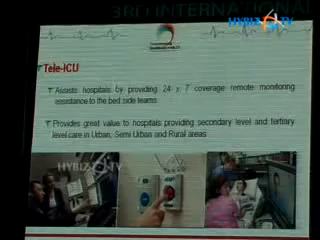 3RD INTERNATIONAL
HYBIZ TV
Tele-ICU
Assists hospitals by providing 24 x 7 coverage remote monitoring
assistance to the bed side teams
Provides great value to hospitals providing secondary level and tertiary
level care in Urban, Semi Urban and Rural areas
HYBIZ TV